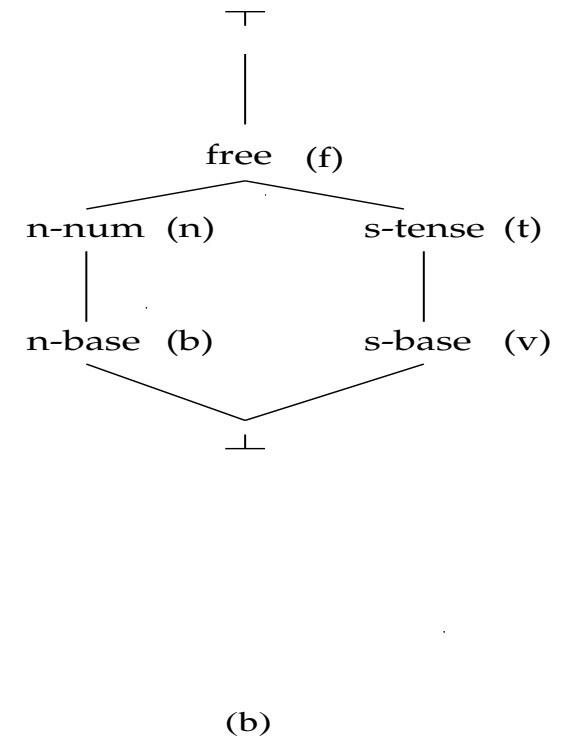 ⊤
free (f)
n-num (n) s-tense (t)
n-base (b) s-base (v)
⊥
(b)